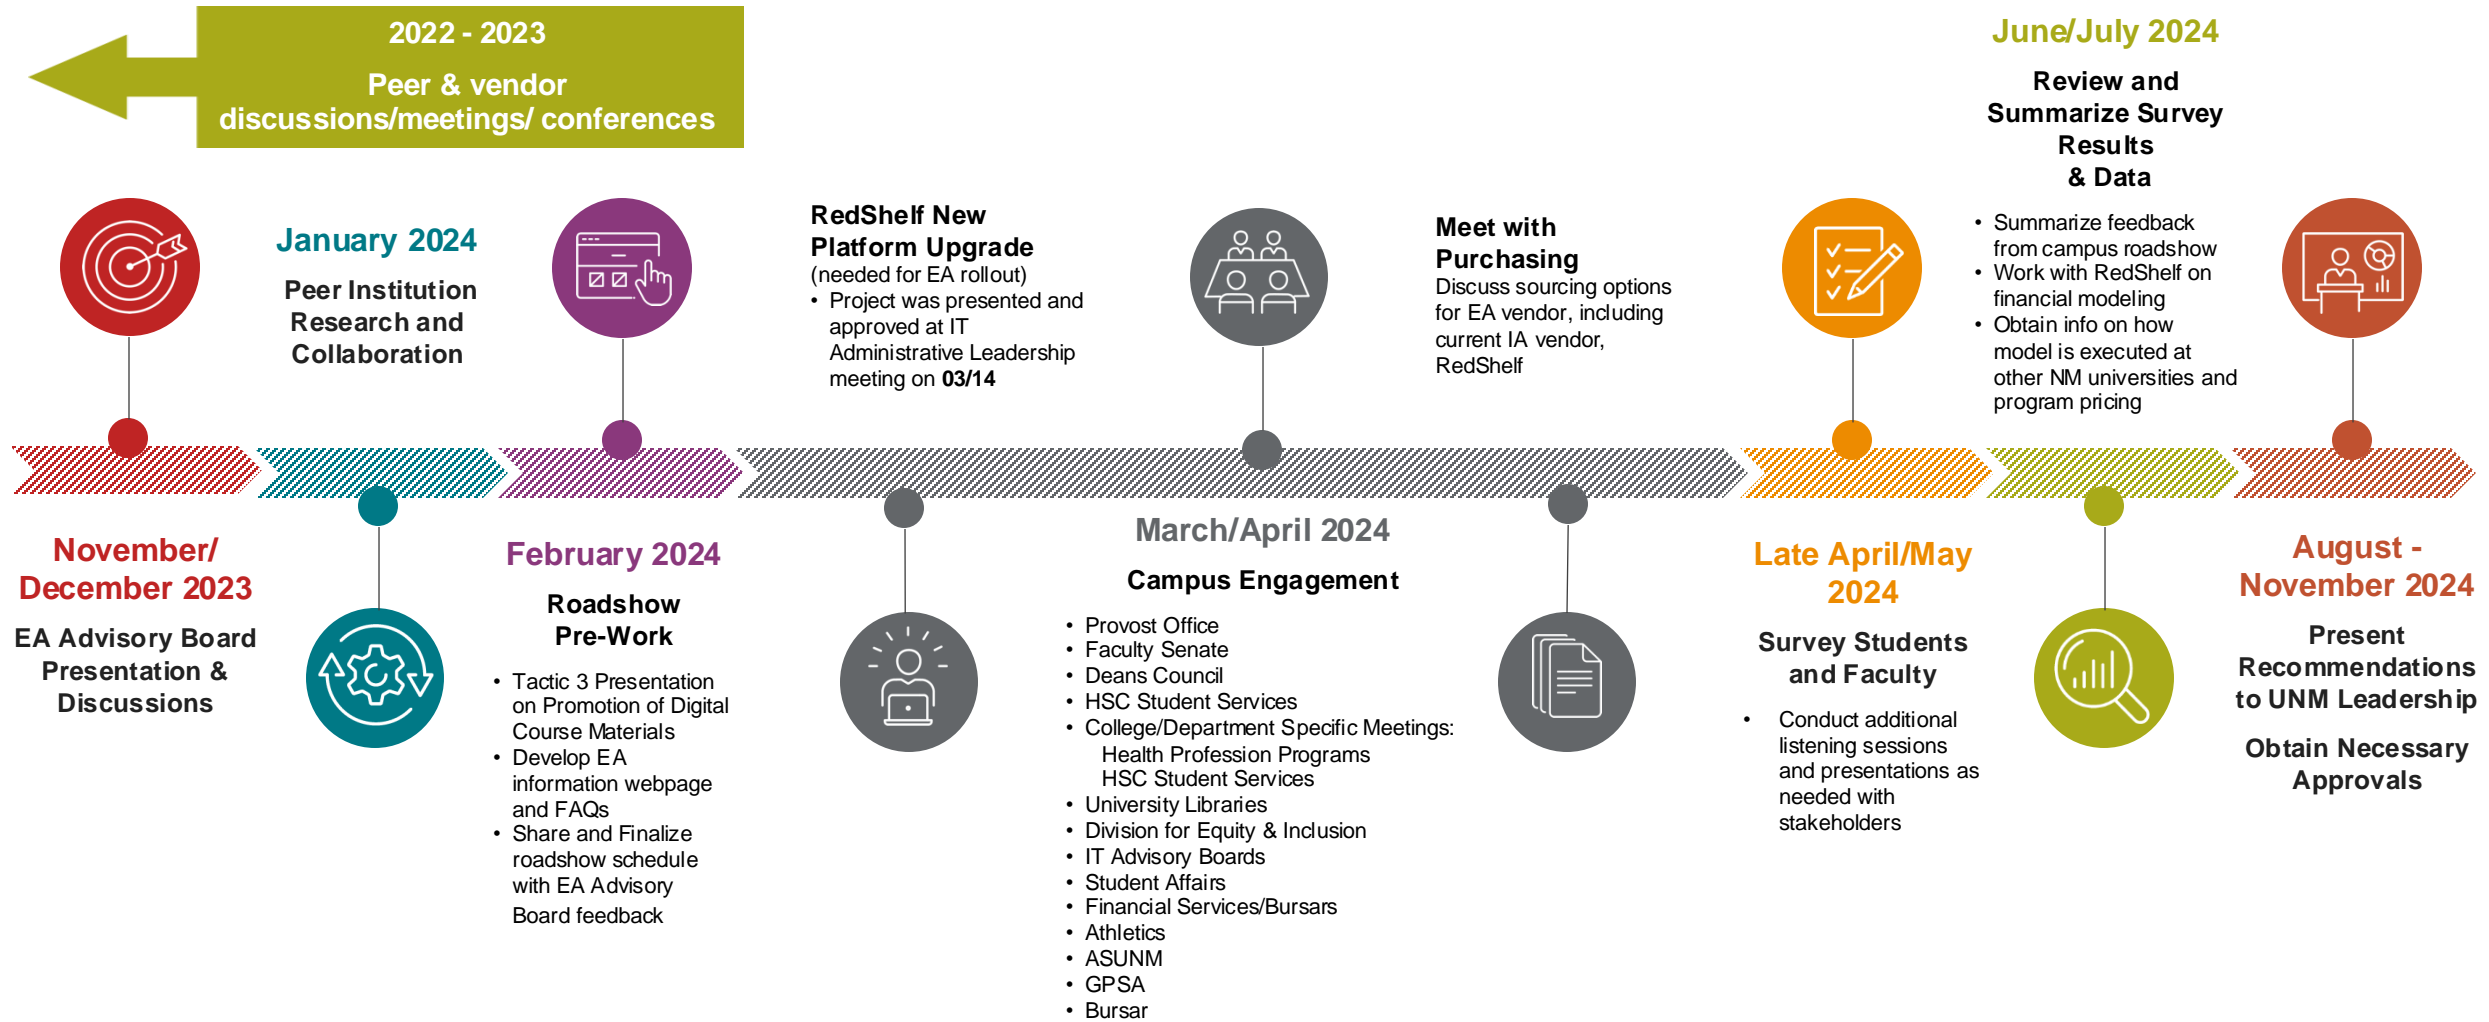 2022 - 2023
Peer & vendor
discussions/meetings/ conferences
November/
December 2023
EA Advisory Board
Presentation &
Discussions
January 2024
Peer Institution
Research and
Collaboration
February 2024
Roadshow
Pre-Work
• Tactic 3 Presentation
on Promotion of Digital
Course Materials
• Develop EA
information webpage
and FAQs
• Share and Finalize
roadshow schedule
with EA Advisory
Board feedback
RedShelf New
Platform Upgrade
(needed for EA rollout)
• Project was presented and
approved at IT
Administrative Leadership
meeting on 03/14
March/April 2024
Campus Engagement
• Provost Office
• Faculty Senate
• Deans Council
• HSC Student Services
• College/Department Specific Meetings:
Health Profession Programs
HSC Student Services
• University Libraries
• Division for Equity & Inclusion
• IT Advisory Boards
• Student Affairs
• Financial Services/Bursars
• Athletics
• ASUNM
• GPSA
• Bursar
Meet with
Purchasing
Discuss sourcing options
for EA vendor, including
current IA vendor,
RedShelf
Late April/May
2024
Survey Students
and Faculty
• Conduct additional
listening sessions
and presentations as
needed with
stakeholders
June/July 2024
Review and
Summarize Survey
Results
& Data
• Summarize feedback
from campus roadshow
• Work with RedShelf on
financial modeling
• Obtain info on how
model is executed at
other NM universities and
program pricing
August -
November 2024
Present
Recommendations
to UNM Leadership
Obtain Necessary
Approvals